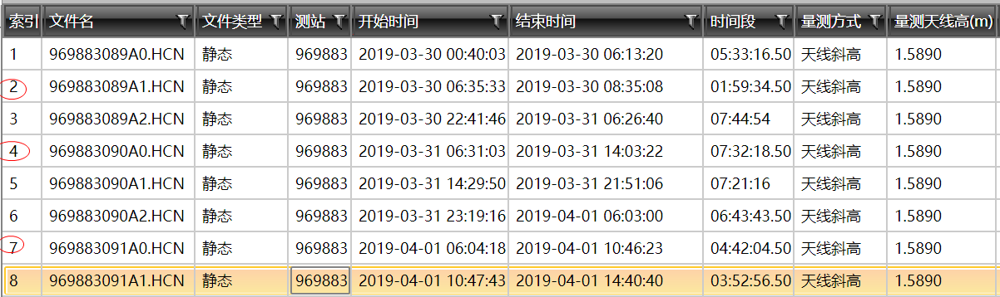 索引 文件名 文件类型 测站 开始时间 结束时间 时间段 量测方式 量测天线高(m)
1 969883089A0.HCN 静态 969883 2019-03-30 00:40:03 2019-03-30 06:13:20 05:33:16.50 天线斜高 1.5890
2 969883089A1.HCN 静态 969883 2019-03-30 06:35:33 2019-03-30 08:35:08 01:59:34.50 天线斜高 1.5890
3 969883089A2.HCN 静态 969883 2019-03-30 22:41:46 2019-03-31 06:26:40 07:44:54 天线斜高 1.5890
4 969883090A0.HCN 静态 969883 2019-03-31 06:31:03 2019-03-31 14:03:22 07:32:18.50 天线斜高 1.5890
5 969883090A1.HCN 静态 969883 2019-03-31 14:29:50 2019-03-31 21:51:06 07:21:16 天线斜高 1.5890
6 969883090A2.HCN 静态 969883 2019-03-31 23:19:16 2019-04-01 06:03:00 06:43:43.50 天线斜高 1.5890
7 969883091A0.HCN 静态 969883 2019-04-01 06:04:18 2019-04-01 10:46:23 04:42:04.50 天线斜高 1.5890
8 969883091A1.HCN 静态 969883 2019-04-01 10:47:43 2019-04-01 14:40:40 03:52:56.50 天线斜高 1.5890